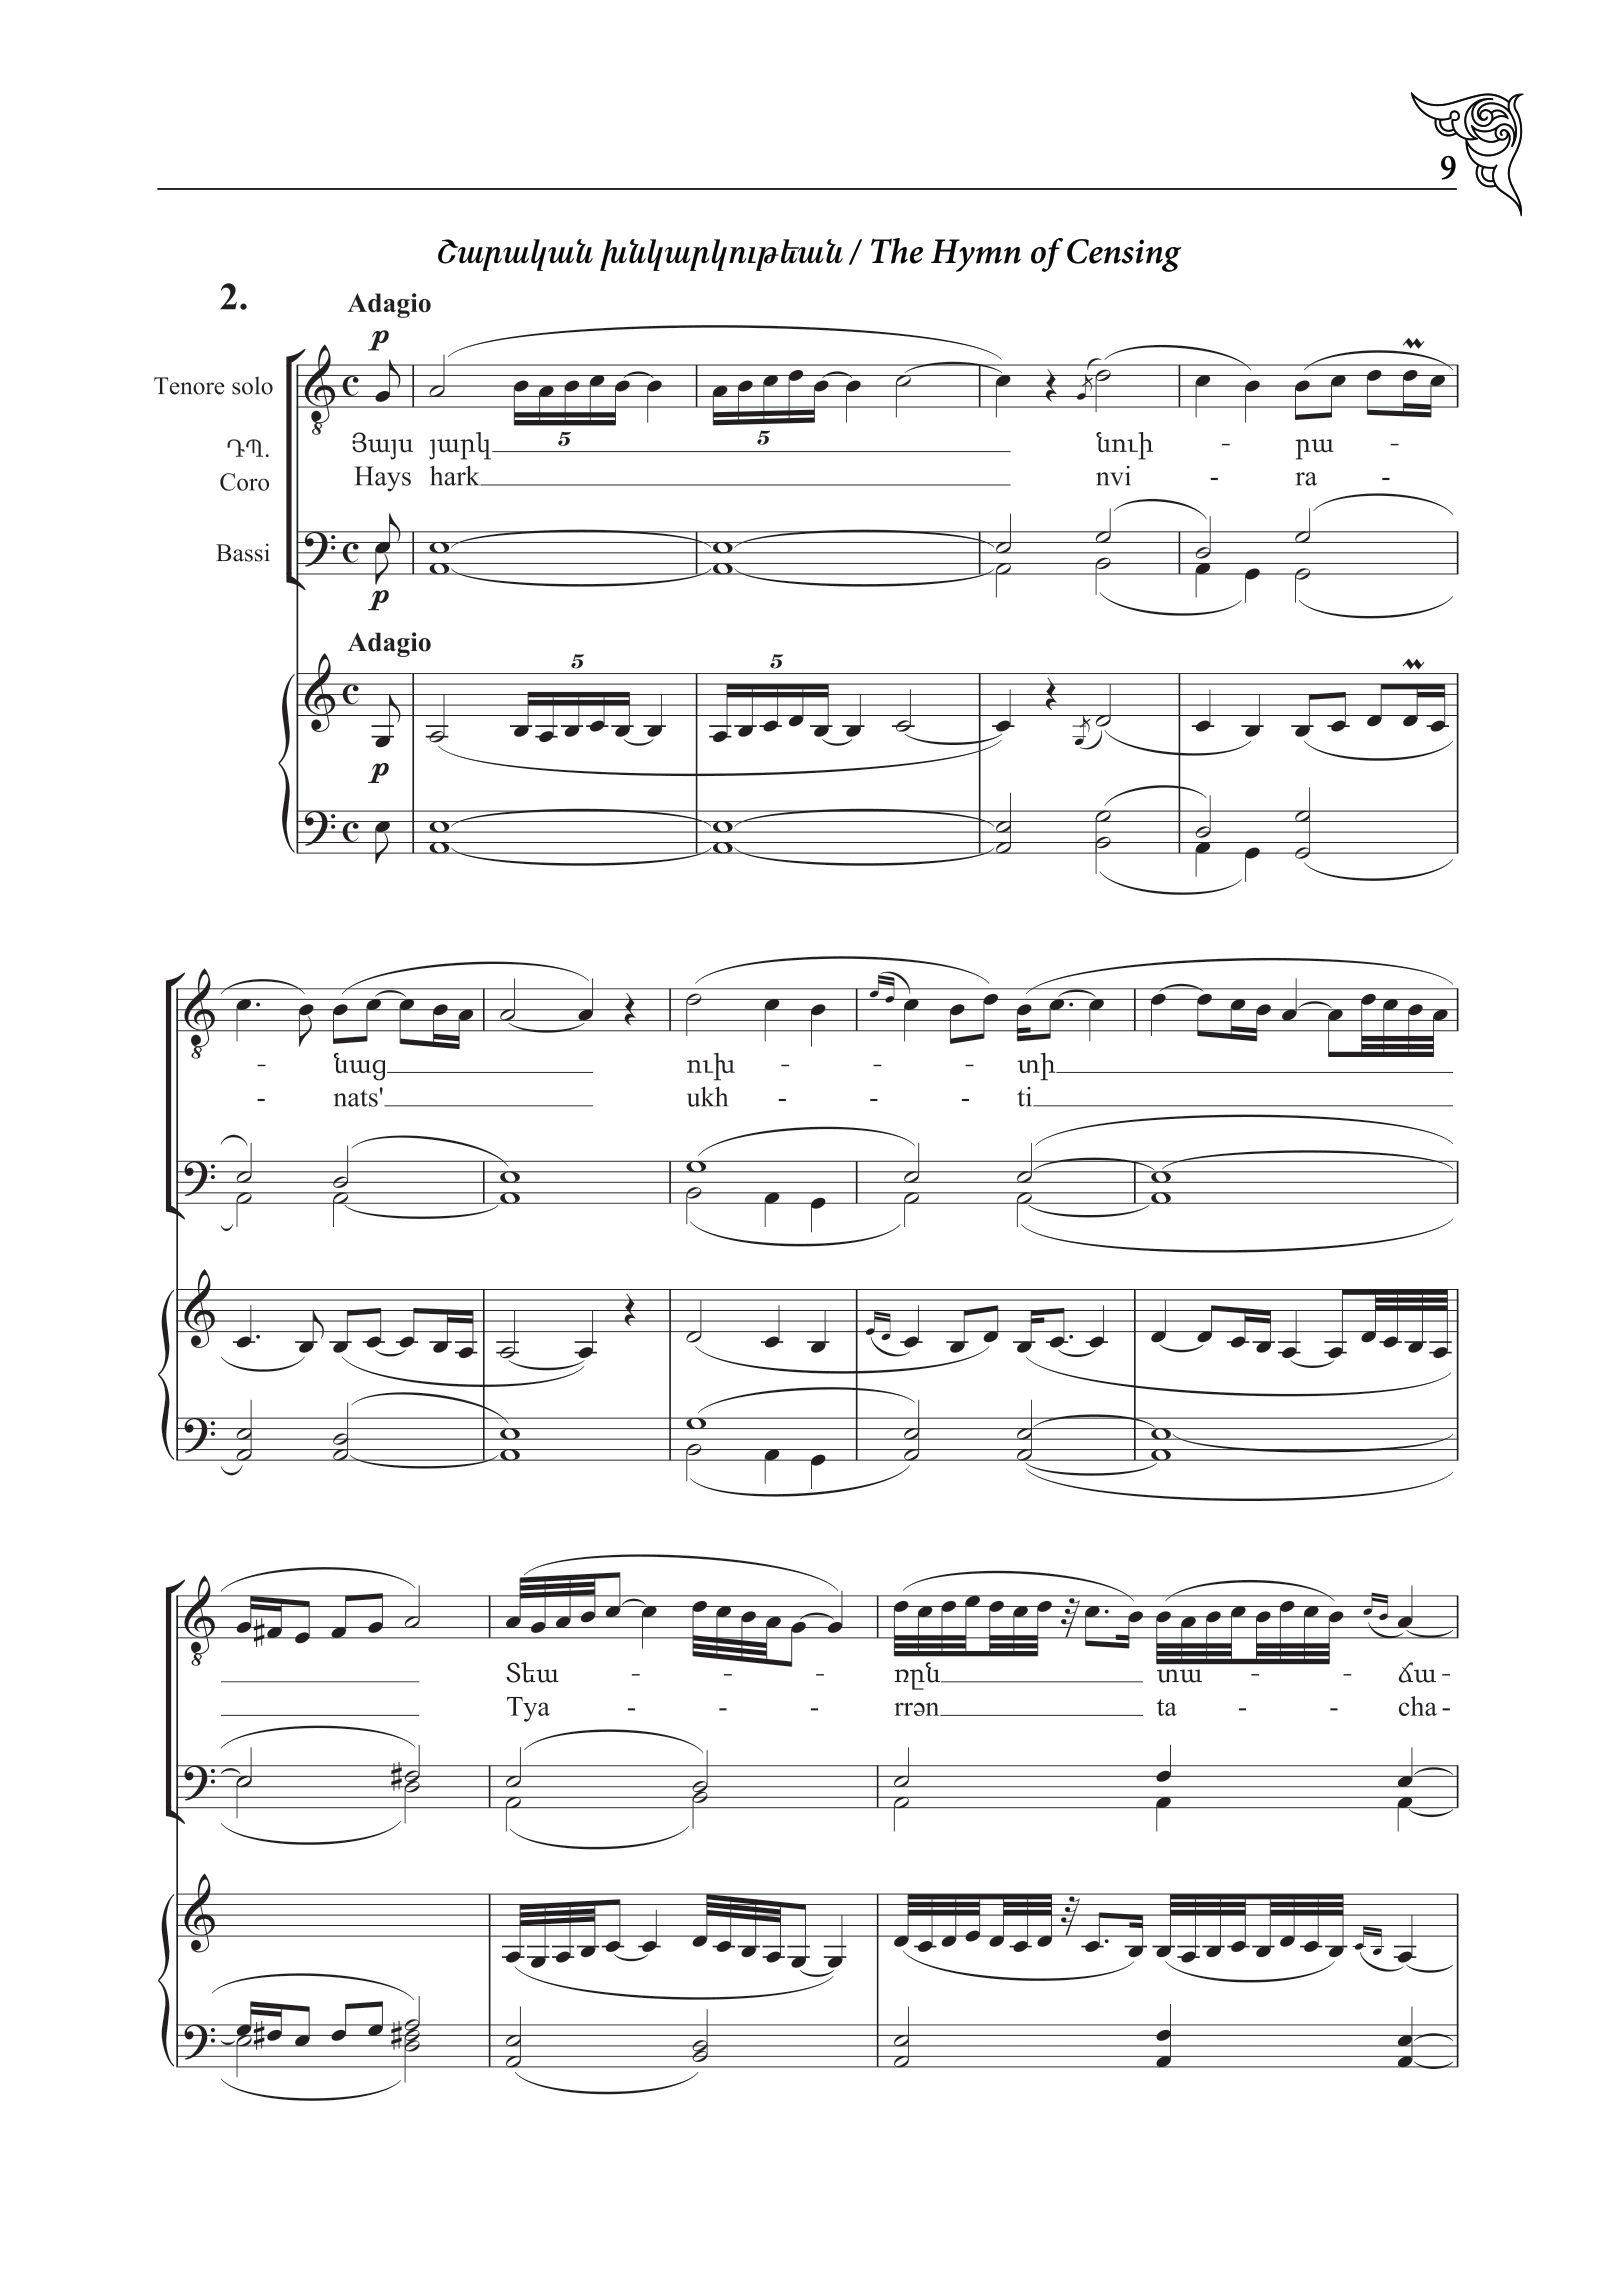 9
Շարական խնկարկութեան / The Hymn of Censing
2.
Adagio
p
Tenore solo
5 5
ԴՊ. Յայս յարկ նուի - րա -
Coro Hays hark nvi - ra -
Bassi
p
Adagio
5 5
p
- նաց ուխ - - - տի
- nats' ukh - - - ti
Տեա - - - ռըն տա - - ճա -
Tya - - - rrən ta - - cha -